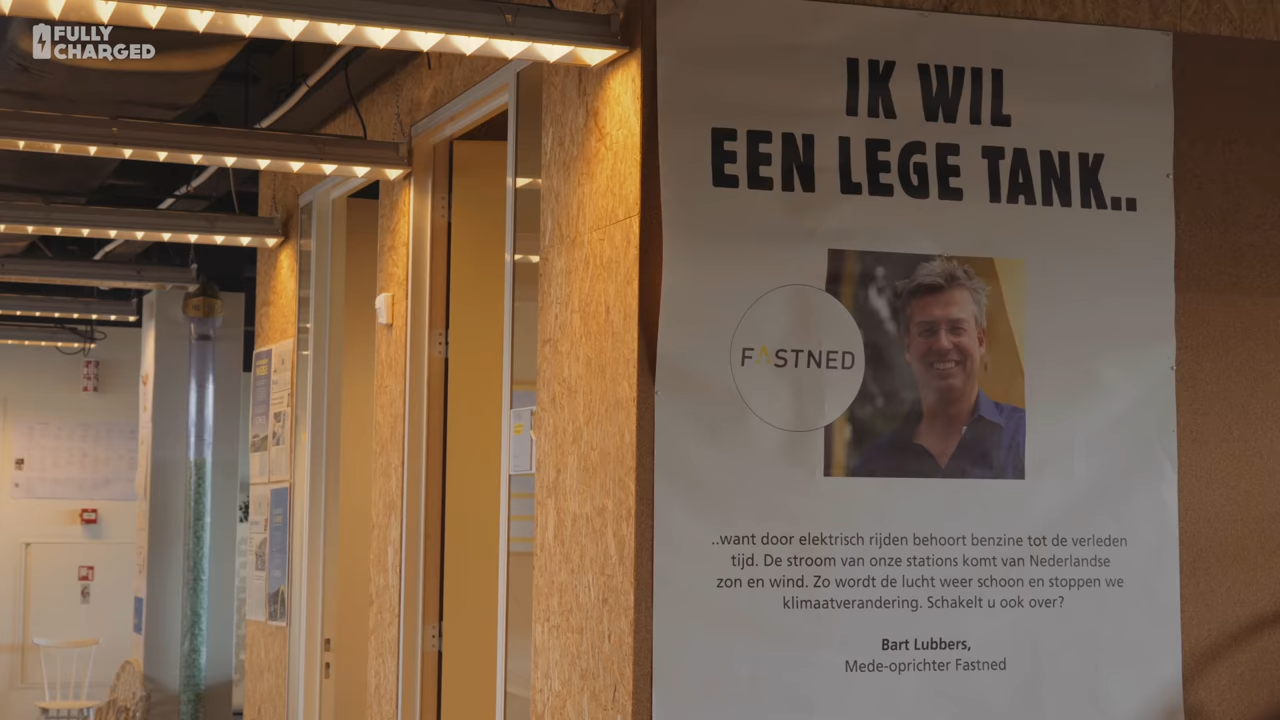 FULLY
CHARGED
IK WIL
EEN LEGE TANK..
FASTNED
..want door elektrisch rijden behoort benzine tot de verleden
tijd. De stroom van onze stations komt van Nederlandse
zon en wind. Zo wordt de lucht weer schoon en stoppen we
klimaatverandering. Schakelt u ook over?
Bart Lubbers,
Mede-oprichter Fastned